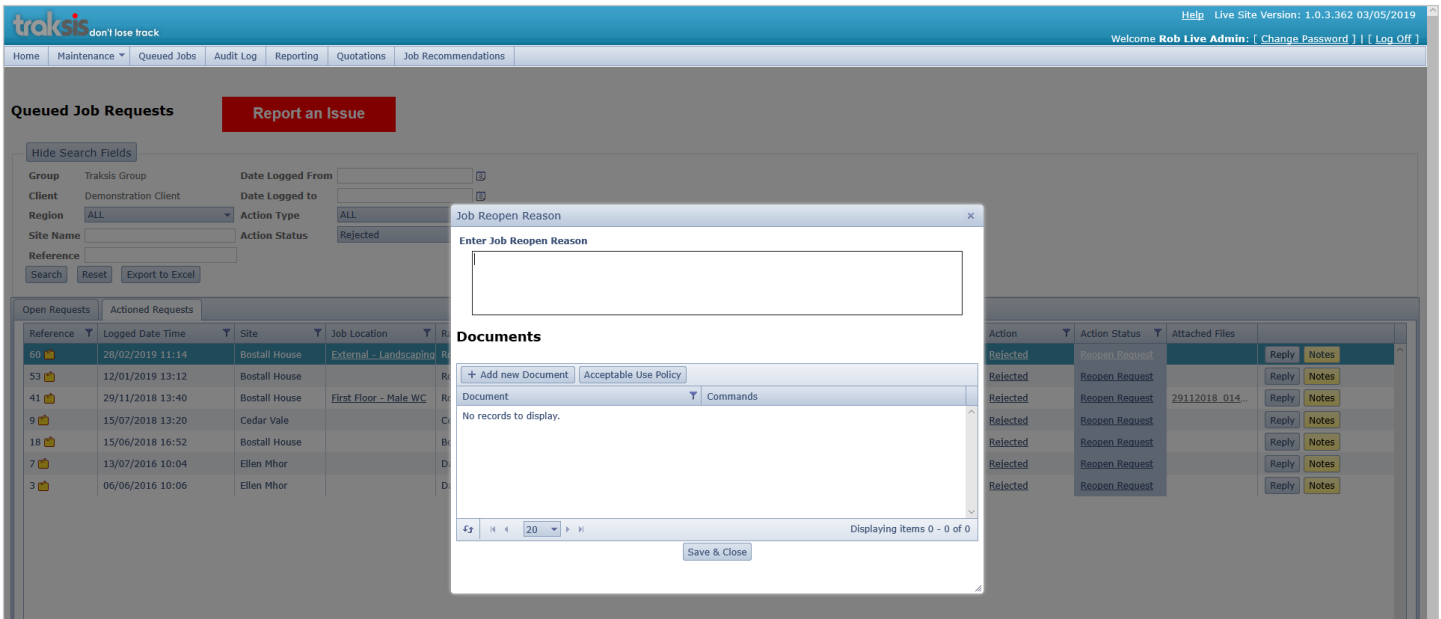 traksis don't lose track
Help Live Site Version: 1.0.3.362 03/05/2019
Welcome Rob Live Admin: [ Change Password ] | [ Log Off ]
Home Maintenance Queued Jobs Audit Log Reporting Quotations Job Recommendations
Queued Job Requests
Report an Issue
Hide Search Fields
Group Traksis Group Date Logged From
Client Demonstration Client Date Logged to
Region ALL Action Type ALL
Site Name Action Status Rejected
Reference
Search Reset Export to Excel
Job Reopen Reason
Enter Job Reopen Reason
Documents
+ Add new Document Acceptable Use Policy
Document Commands
No records to display.
20 Displaying items 0 - 0 of 0
Save & Close
Open Requests Actioned Requests
Reference Logged Date Time Site Job Location Action Action Status Attached Files
60 28/02/2019 11:14 Bostall House External - Landscaping Rejected Reopen Request Reply Notes
53 12/01/2019 13:12 Bostall House Rejected Reopen Request Reply Notes
41 29/11/2018 13:40 Bostall House First Floor - Male WC Rejected Reopen Request 29112018_014... Reply Notes
9 15/07/2018 13:20 Cedar Vale Rejected Reopen Request Reply Notes
18 15/06/2018 16:52 Bostall House Rejected Reopen Request Reply Notes
7 13/07/2016 10:04 Ellen Mhor Rejected Reopen Request Reply Notes
3 06/06/2016 10:06 Ellen Mhor Rejected Reopen Request Reply Notes